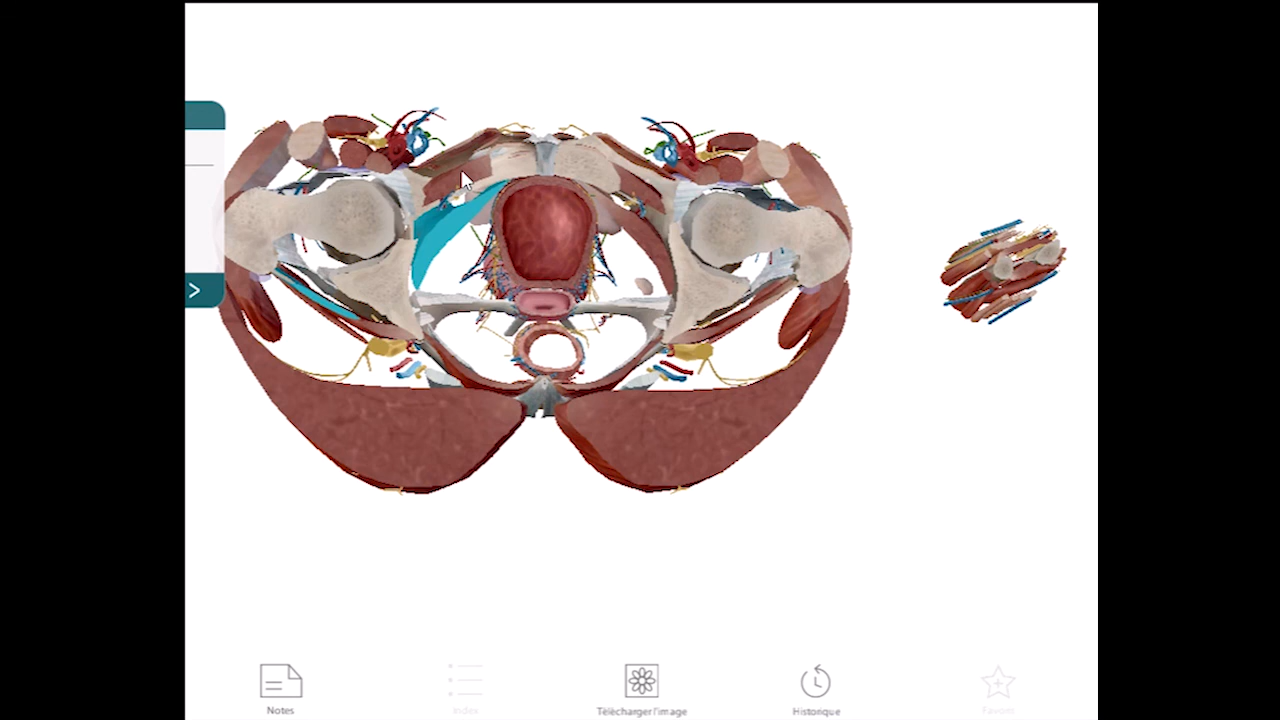 Notes
Index
Télécharger l'image
Historique
Favoris